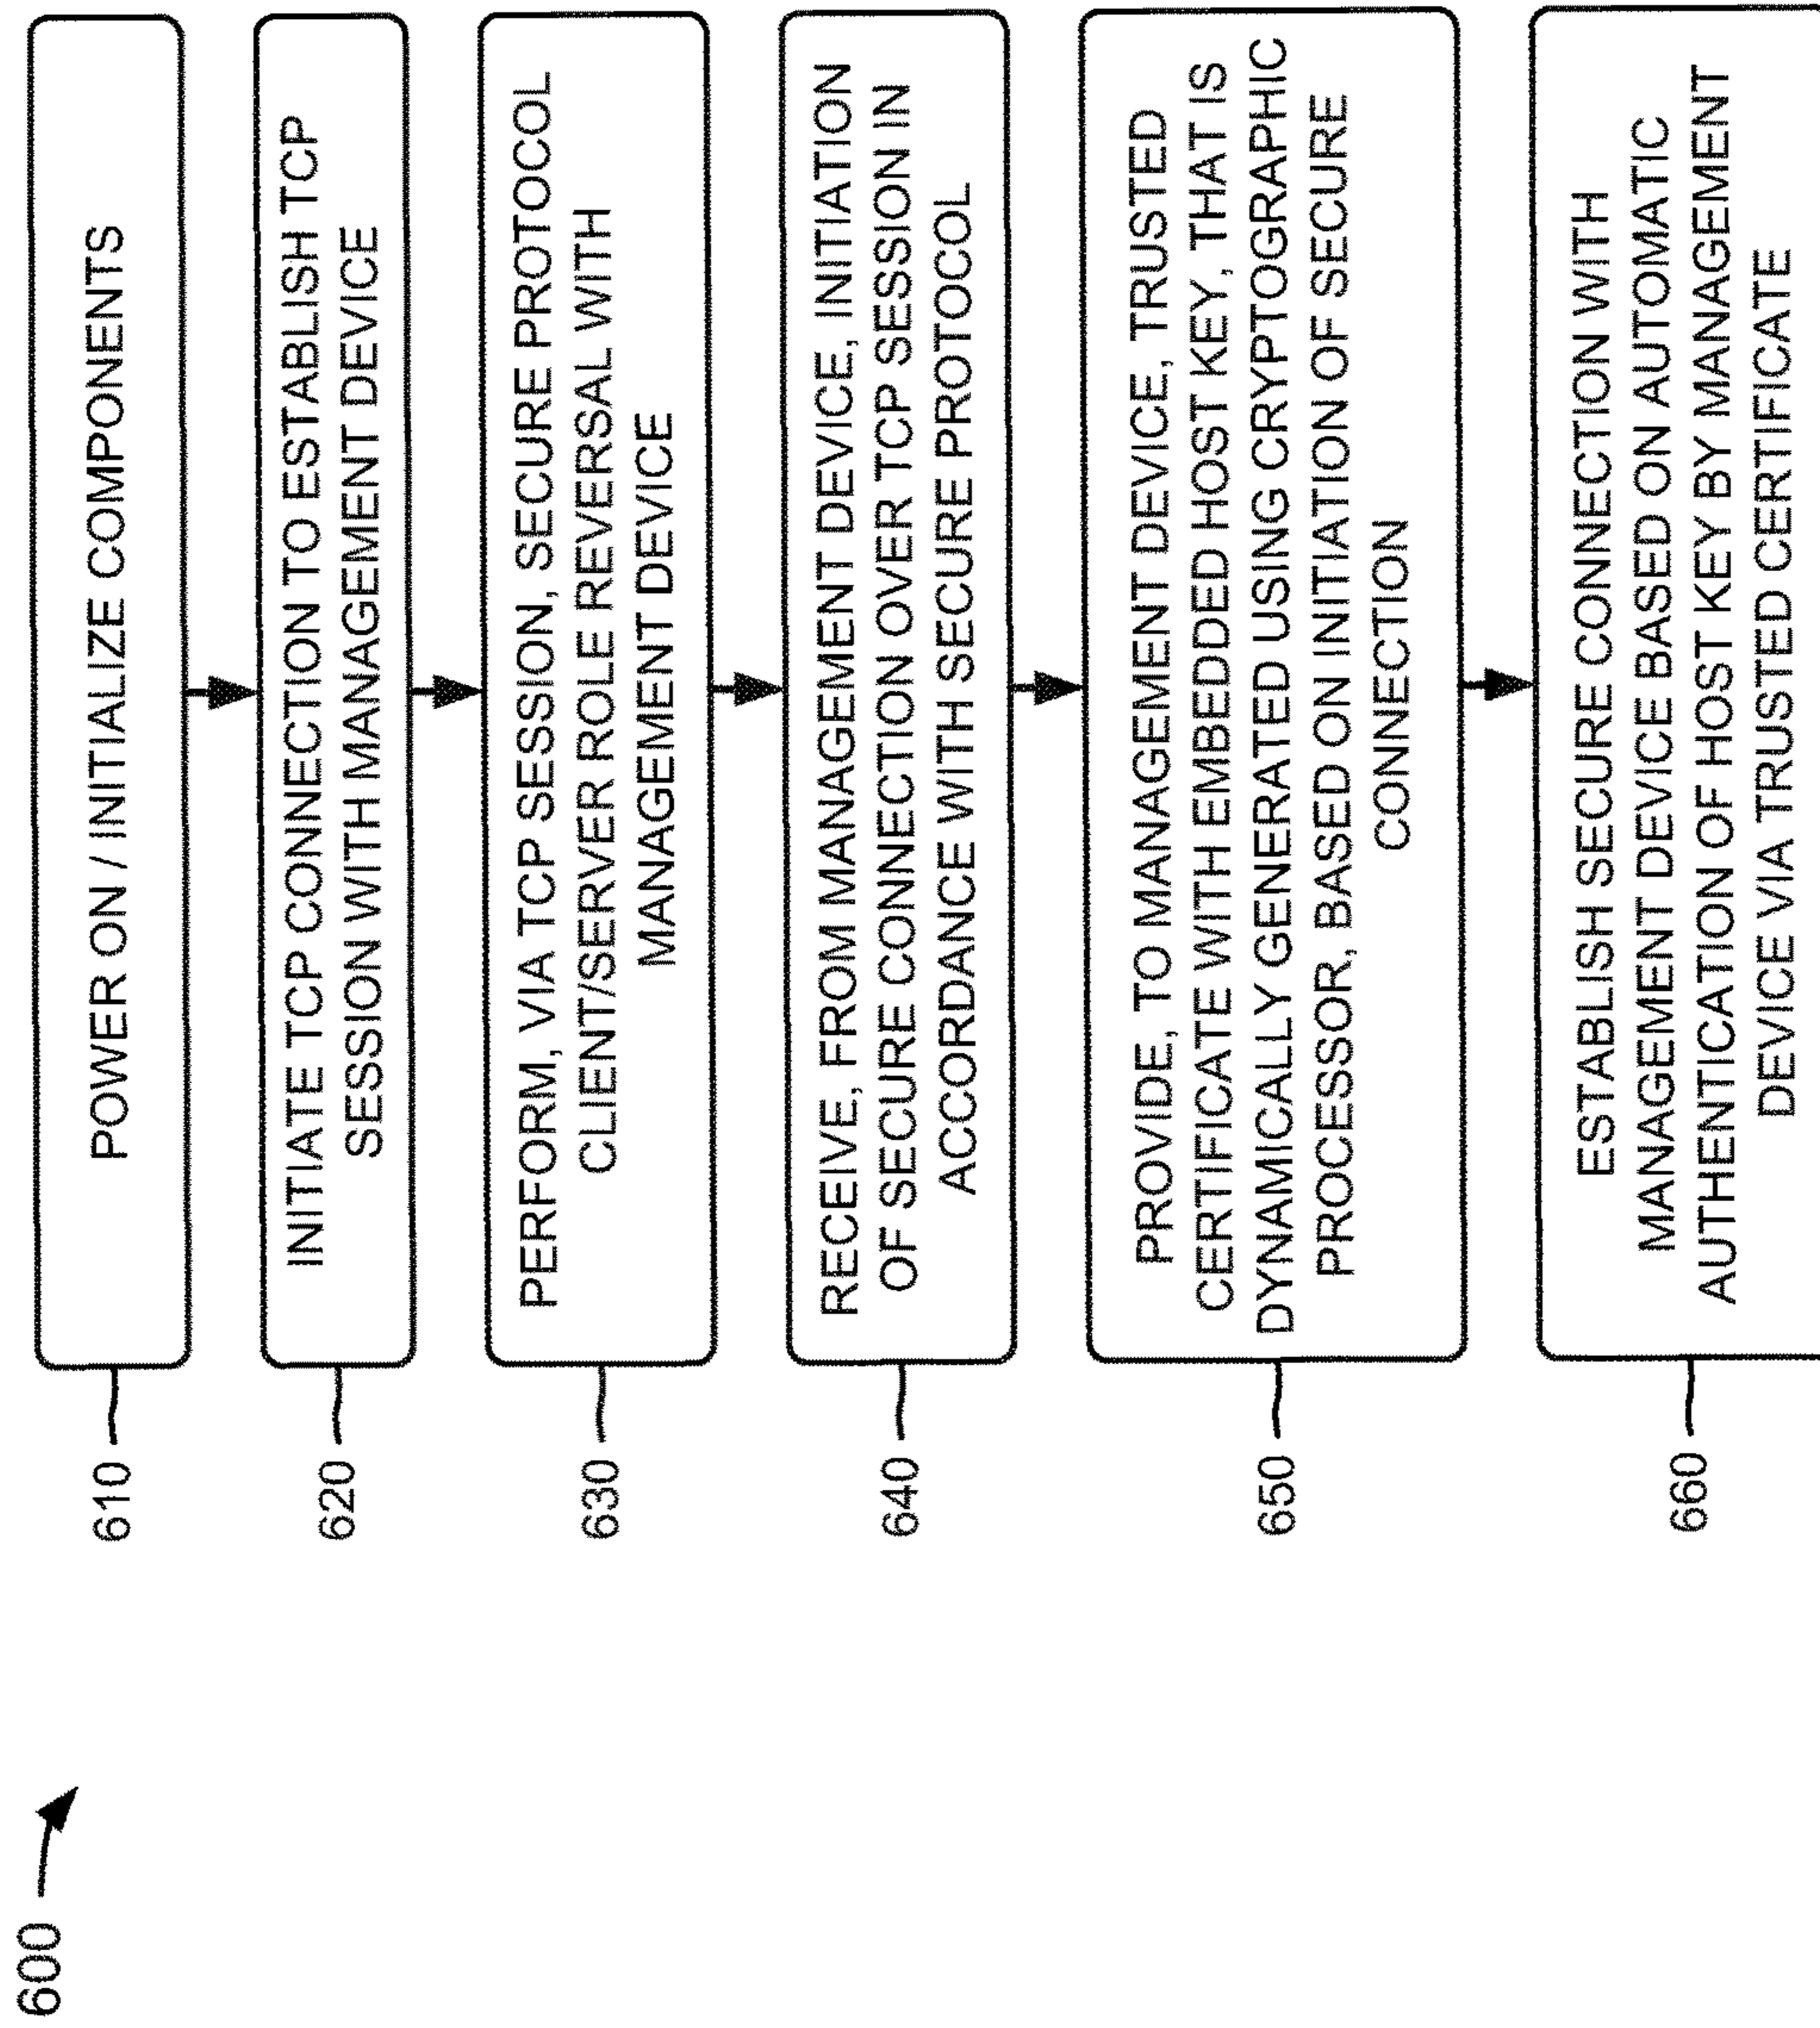 600
610
POWER ON / INITIALIZE COMPONENTS
620
INITIATE TCP CONNECTION TO ESTABLISH TCP
SESSION WITH MANAGEMENT DEVICE
630
PERFORM, VIA TCP SESSION, SECURE PROTOCOL
CLIENT/SERVER ROLE REVERSAL WITH
MANAGEMENT DEVICE
640
RECEIVE, FROM MANAGEMENT DEVICE, INITIATION
OF SECURE CONNECTION OVER TCP SESSION IN
ACCORDANCE WITH SECURE PROTOCOL
650
PROVIDE, TO MANAGEMENT DEVICE, TRUSTED
CERTIFICATE WITH EMBEDDED HOST KEY, THAT IS
DYNAMICALLY GENERATED USING CRYPTOGRAPHIC
PROCESSOR, BASED ON INITIATION OF SECURE
CONNECTION
660
ESTABLISH SECURE CONNECTION WITH
MANAGEMENT DEVICE BASED ON AUTOMATIC
AUTHENTICATION OF HOST KEY BY MANAGEMENT
DEVICE VIA TRUSTED CERTIFICATE